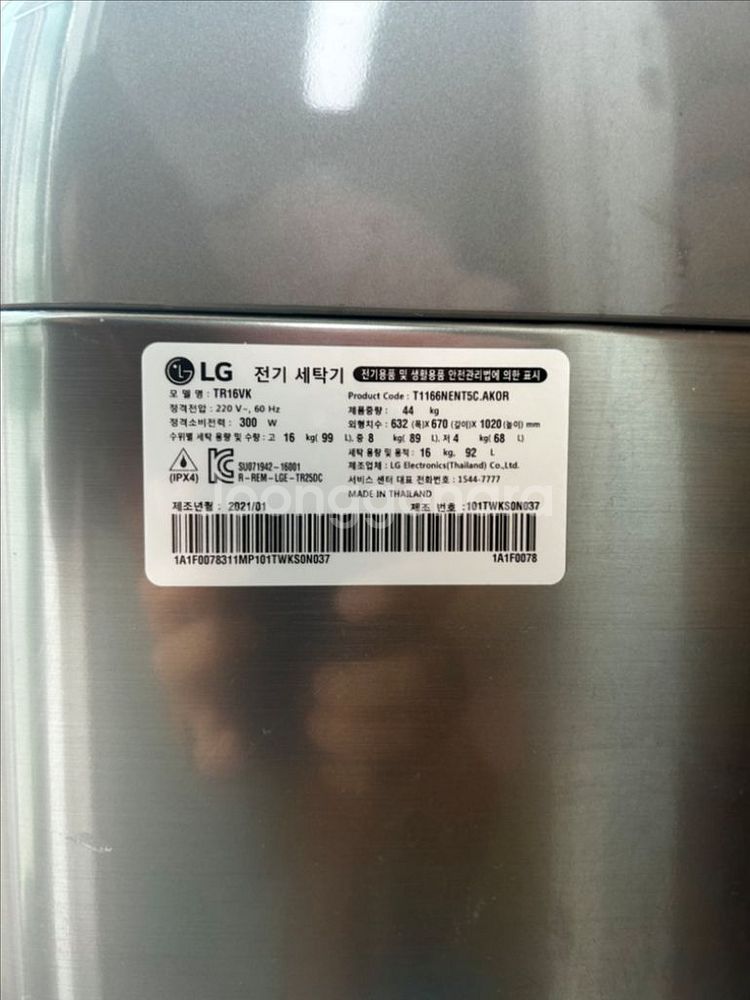 LG 전기 세탁기 전기용품 및 생활용품 안전관리법에 의한 표시
모 델 명 : TR16VK
Product Code : T1166NENT5C.AKOR
정격전압 : 220 V~, 60 Hz
제품중량 : 44 kg
정격소비전력 : 300 W
외형치수 : 632 (폭)X 670 (깊이)X 1020 (높이) mm
수위별 세탁 용량 및 수량 : 고 16 kg( 99 L), 중 8 kg( 89 L), 저 4 kg( 68 L)
세탁 용량 및 용적 : 16 kg, 92 L
(IPX4)
SU071942-16001
R-REM-LGE-TR25DC
제조업체 : LG Electronics(Thailand) Co.,Ltd.
서비스 센터 대표 전화번호 : 1544-7777
MADE IN THAILAND
joonggonara
제조년월 : 2021/01
제조 번호 : 101TWKS0N037
1A1F0078311MP101TWKS0N037
1A1F0078